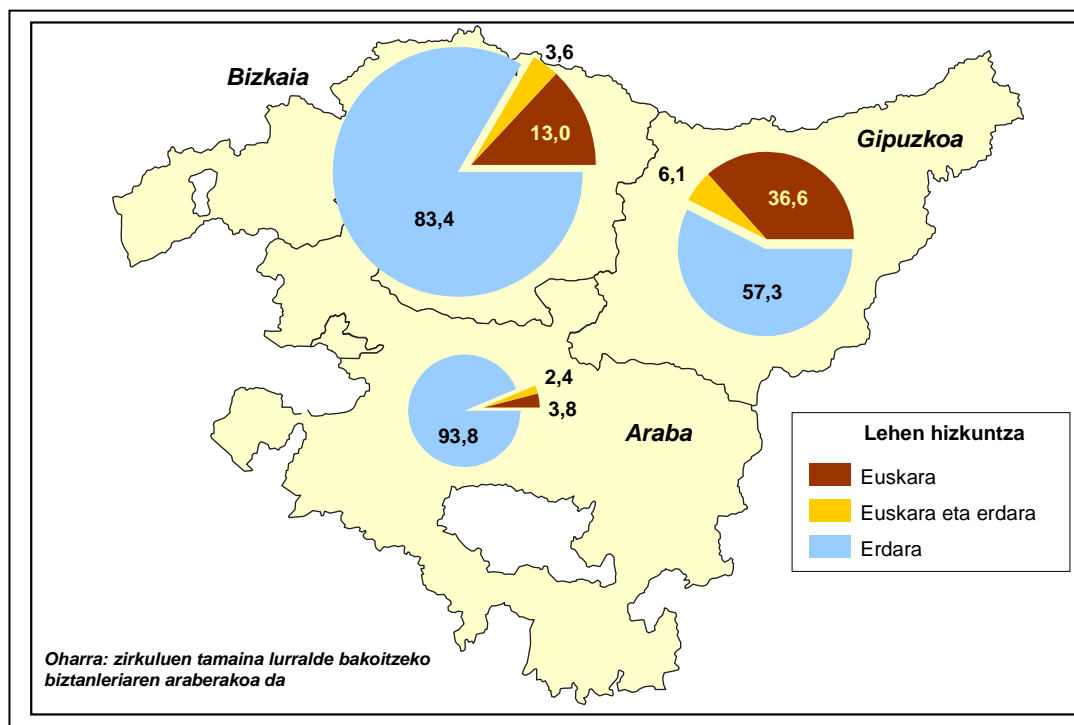 Bizkaia
3,6
13,0
83,4
Gipuzkoa
6,1
36,6
57,3
2,4
3,8
93,8
Araba
Lehen hizkuntza
Euskara
Euskara eta erdara
Erdara
Oharra: zirkuluen tamaina lurralde bakoitzeko
biztanleriaren araberakoa da